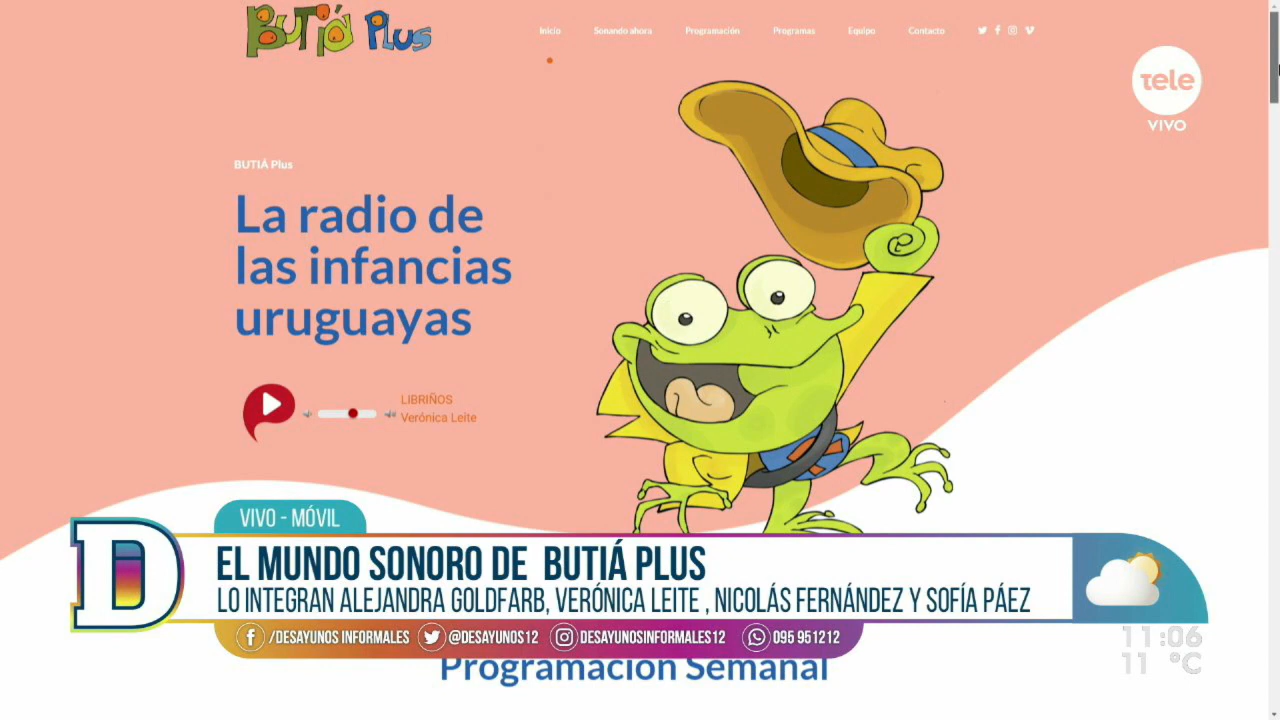 BUTIÁ PLUS
Inicio Sonando ahora Programación Programas Equipo Contacto
tele
VIVO
BUTIÁ Plus
La radio de
las infancias
uruguayas
LIBRIÑOS
Verónica Leite
VIVO - MÓVIL
D
EL MUNDO SONORO DE BUTIÁ PLUS
LO INTEGRAN ALEJANDRA GOLDFARB, VERÓNICA LEITE , NICOLÁS FERNÁNDEZ Y SOFÍA PÁEZ
/DESAYUNOS INFORMALES @DESAYUNOS12 DESAYUNOSINFORMALES12 095 951212
11:06
11 °C
Programación Semanal